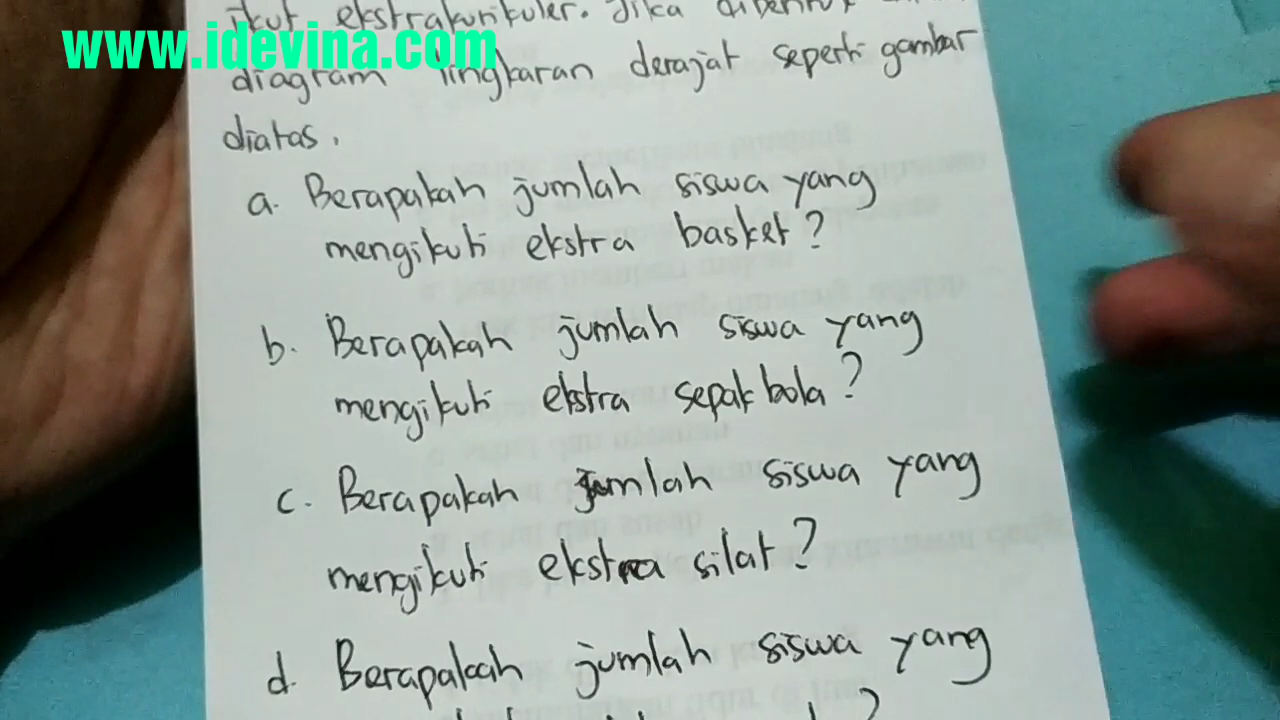 ikut ekstrakurikuler. Jika
www.idevina.com
diagram lingkaran derajat seperti gambar
diatas.
a. Berapakah jumlah siswa yang
mengikuti ekstra basket?
b. Berapakah jumlah siswa yang
mengikuti ekstra sepak bola?
c. Berapakah jumlah siswa yang
mengikuti ekstra silat?
d. Berapakah jumlah siswa yang